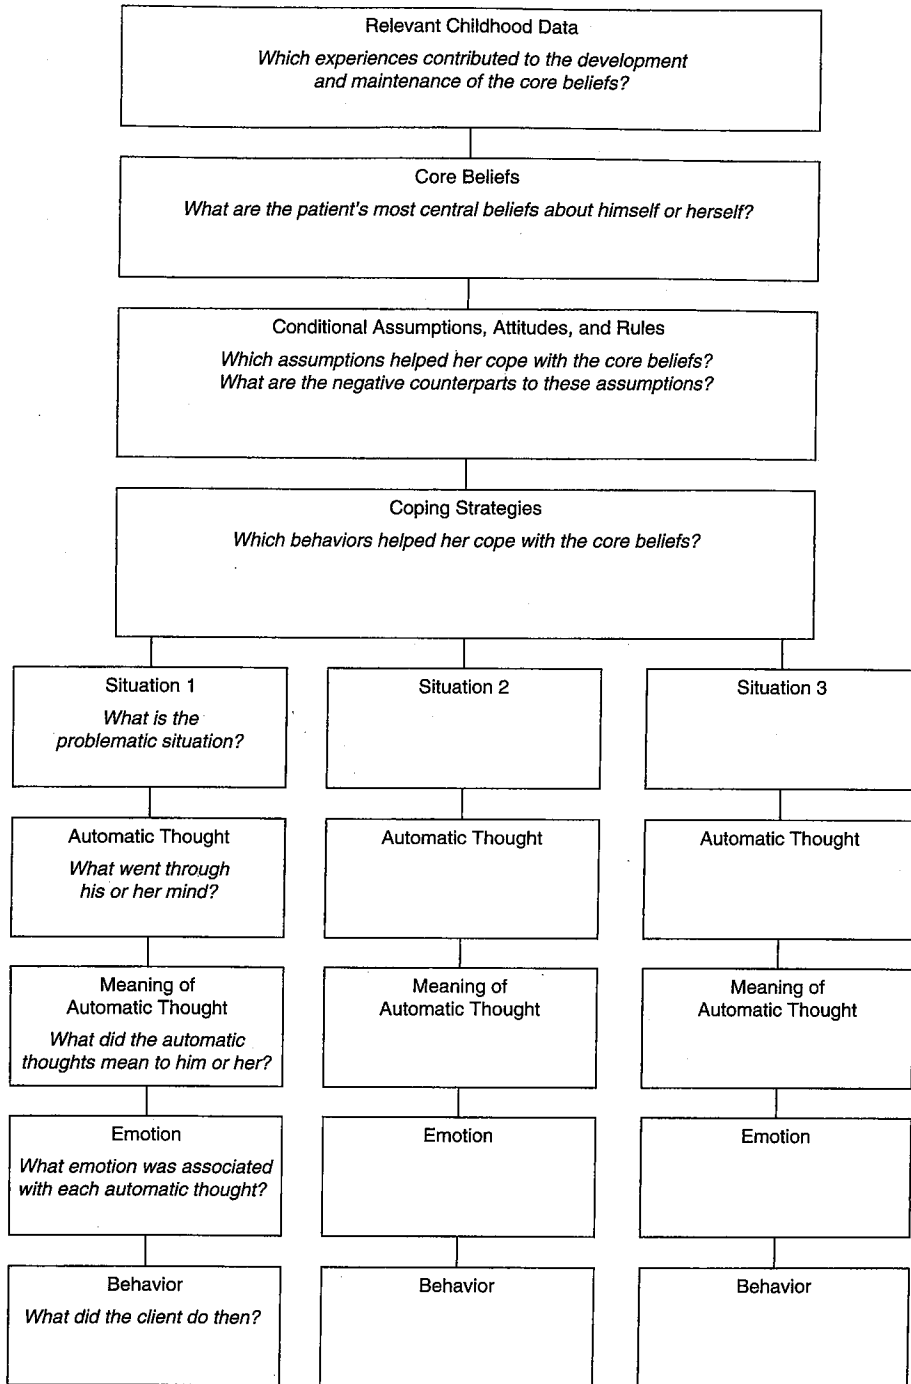 Relevant Childhood Data
Which experiences contributed to the development
and maintenance of the core beliefs?
Core Beliefs
What are the patient's most central beliefs about himself or herself?
Conditional Assumptions, Attitudes, and Rules
Which assumptions helped her cope with the core beliefs?
What are the negative counterparts to these assumptions?
Coping Strategies
Which behaviors helped her cope with the core beliefs?
Situation 1
What is the
problematic situation?
Situation 2
Situation 3
Automatic Thought
What went through
his or her mind?
Automatic Thought
Automatic Thought
Meaning of
Automatic Thought
What did the automatic
thoughts mean to him or her?
Meaning of
Automatic Thought
Meaning of
Automatic Thought
Emotion
What emotion was associated
with each automatic thought?
Emotion
Emotion
Behavior
What did the client do then?
Behavior
Behavior